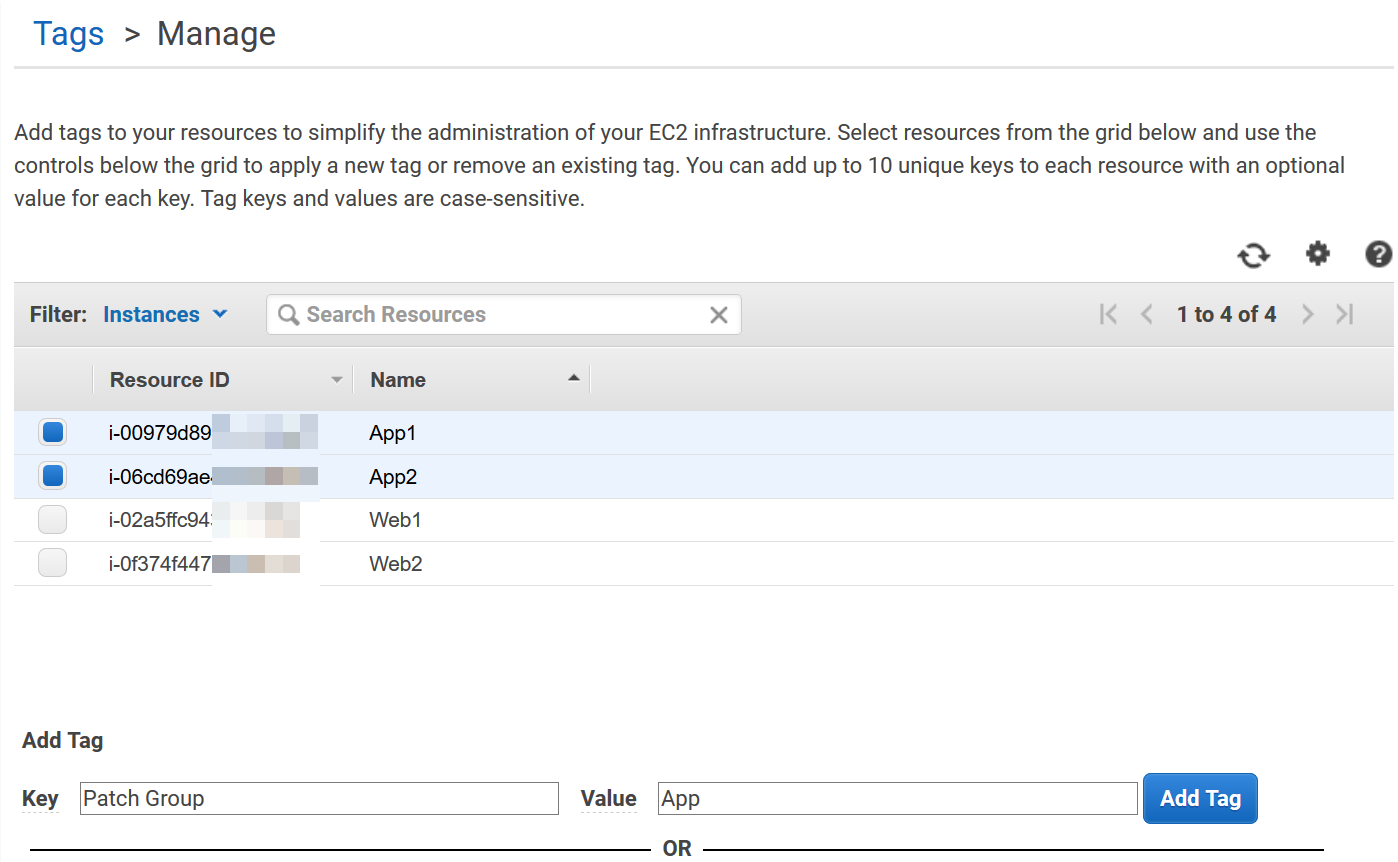 Tags > Manage
Add tags to your resources to simplify the administration of your EC2 infrastructure. Select resources from the grid below and use the
controls below the grid to apply a new tag or remove an existing tag. You can add up to 10 unique keys to each resource with an optional
value for each key. Tag keys and values are case-sensitive.
Filter: Instances Search Resources 1 to 4 of 4
Resource ID Name
i-00979d89 App1
i-06cd69ae App2
i-02a5ffc94 Web1
i-0f374f447 Web2
Add Tag
Key Patch Group Value App Add Tag
OR